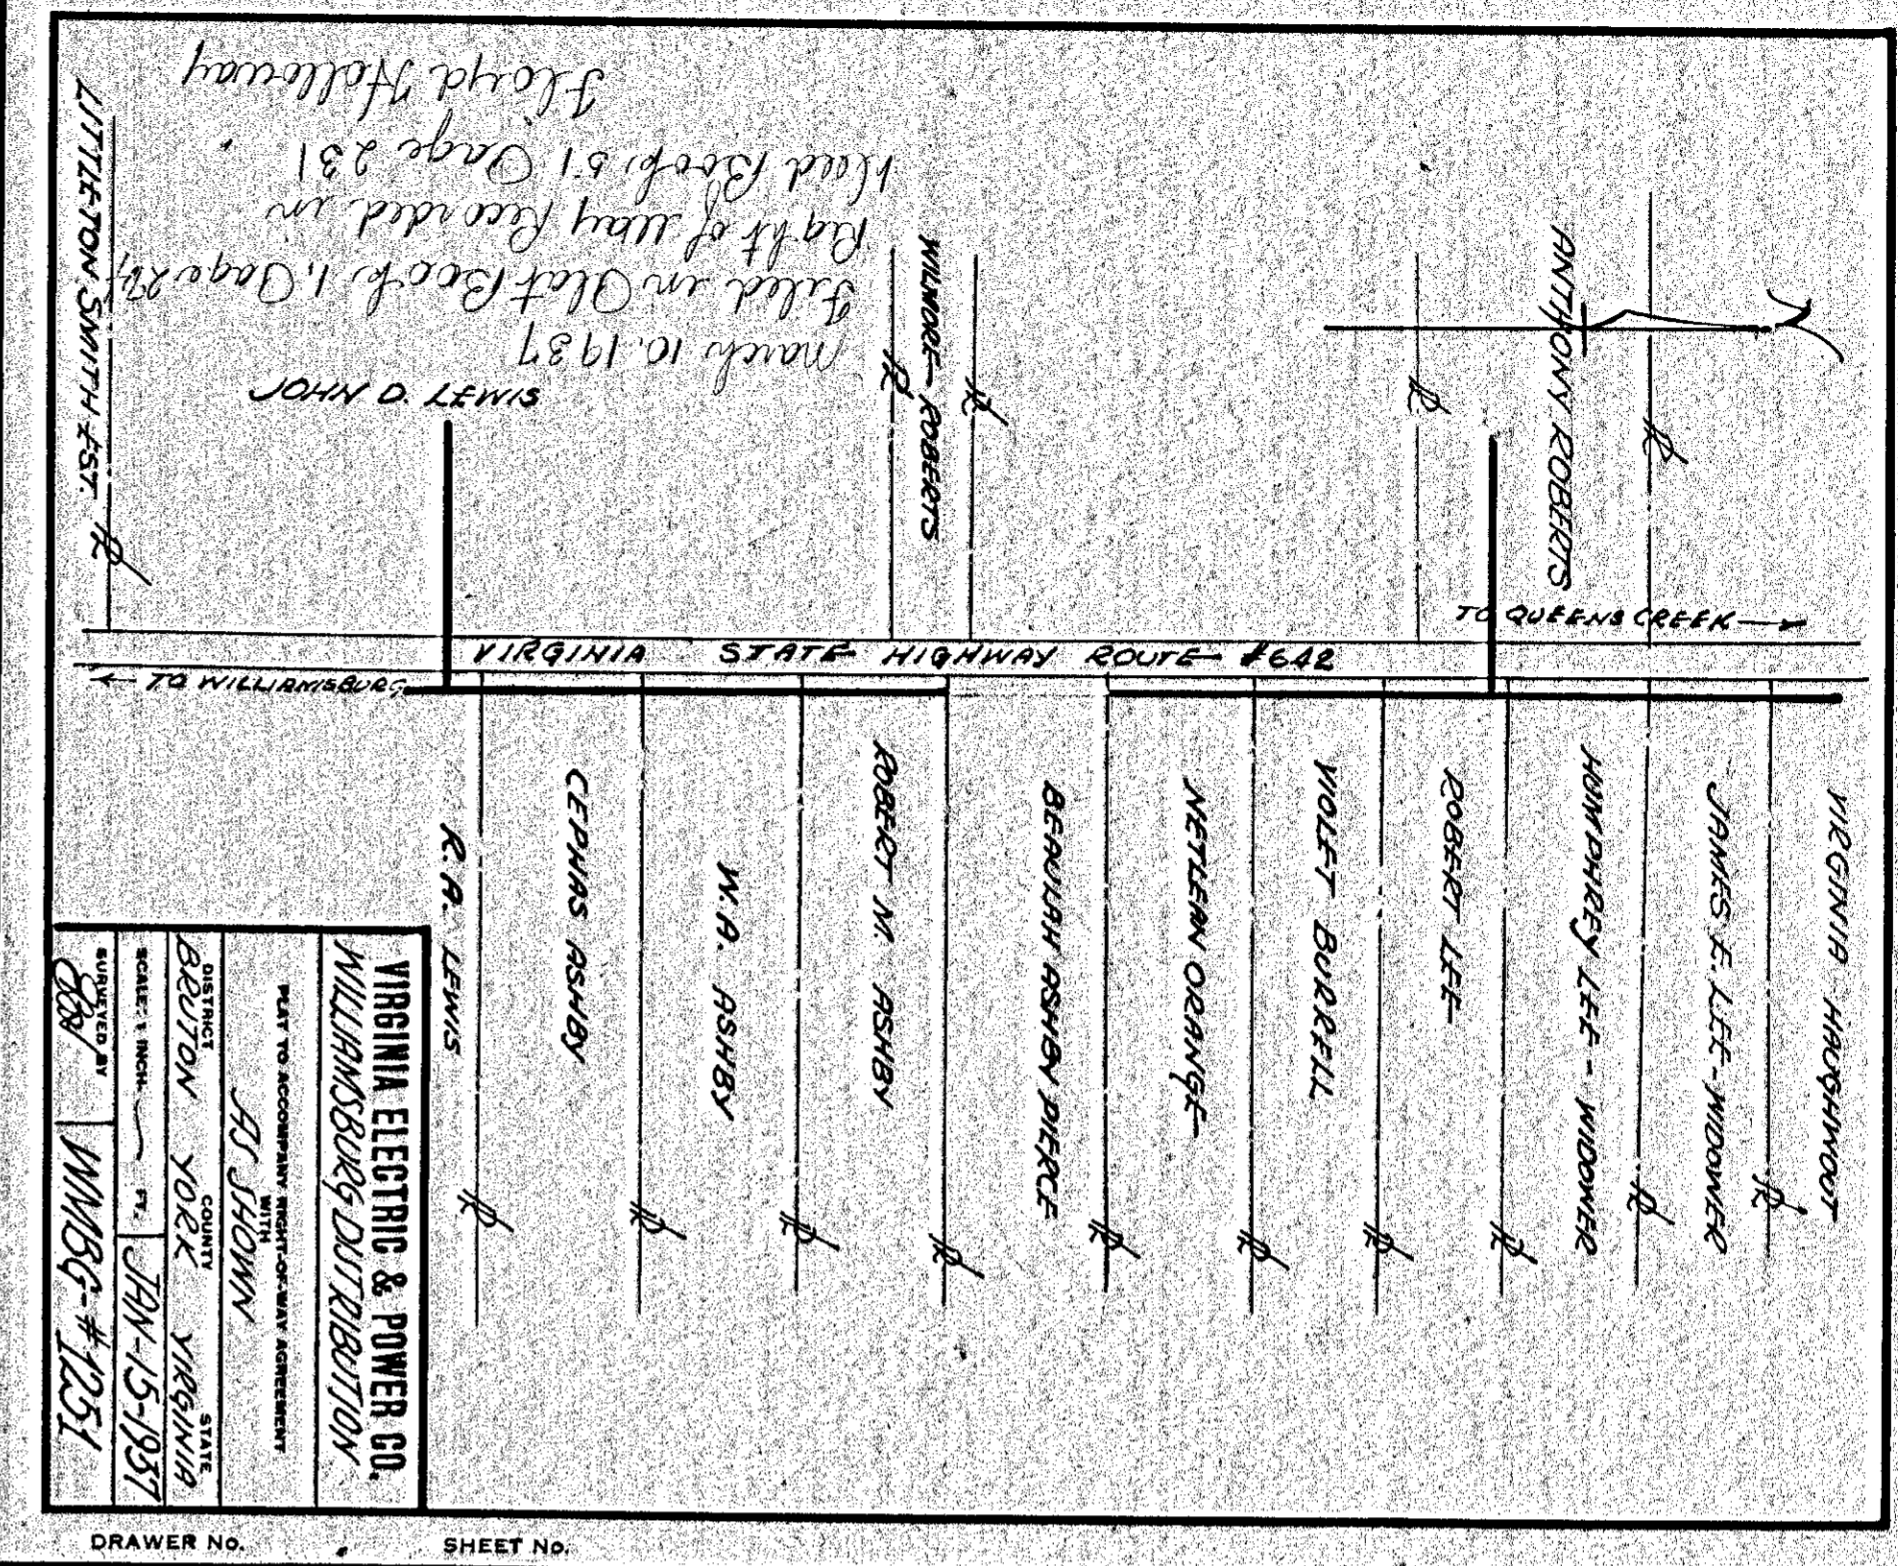 March 10, 1937
Filed in Plat Book 1, Page 284
Right of Way Recorded in
Deed Book 51 Page 231
Floyd Holloway
LITTLETON SMITH EST.
JOHN D. LEWIS
WILMORE ROBERTS
ANTHONY ROBERTS
TO QUEENS CREEK
VIRGINIA STATE HIGHWAY ROUTE #642
TO WILLIAMSBURG
R.A. LEWIS
CEPHAS ASHBY
W.A. ASHBY
ROBERT M. ASHBY
BEAULAH ASHBY PIERCE
NETLEAN ORANGE
VIOLET BURRELL
ROBERT LEE
HUMPHREY LEE - WIDOWER
JAMES E. LEE - WIDOWER
VIRGINIA HAUGHWOOT
VIRGINIA ELECTRIC & POWER CO.
WILLIAMSBURG DISTRIBUTION
PLAT TO ACCOMPANY RIGHT-OF-WAY AGREEMENT
WITH
AS SHOWN
DISTRICT COUNTY STATE
BRUTON YORK VIRGINIA
SCALE: 1 INCH FT. JAN-15-1937
SURVEYED BY
WMBG-#1251
DRAWER No. SHEET No.